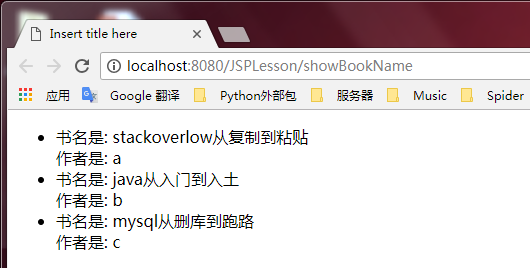 Insert title here
localhost:8080/JSPLesson/showBookName
应用 Google 翻译 Python外部包 服务器 Music Spider
书名是: stackoverlow从复制到粘贴
作者是: a
书名是: java从入门到入土
作者是: b
书名是: mysql从删库到跑路
作者是: c